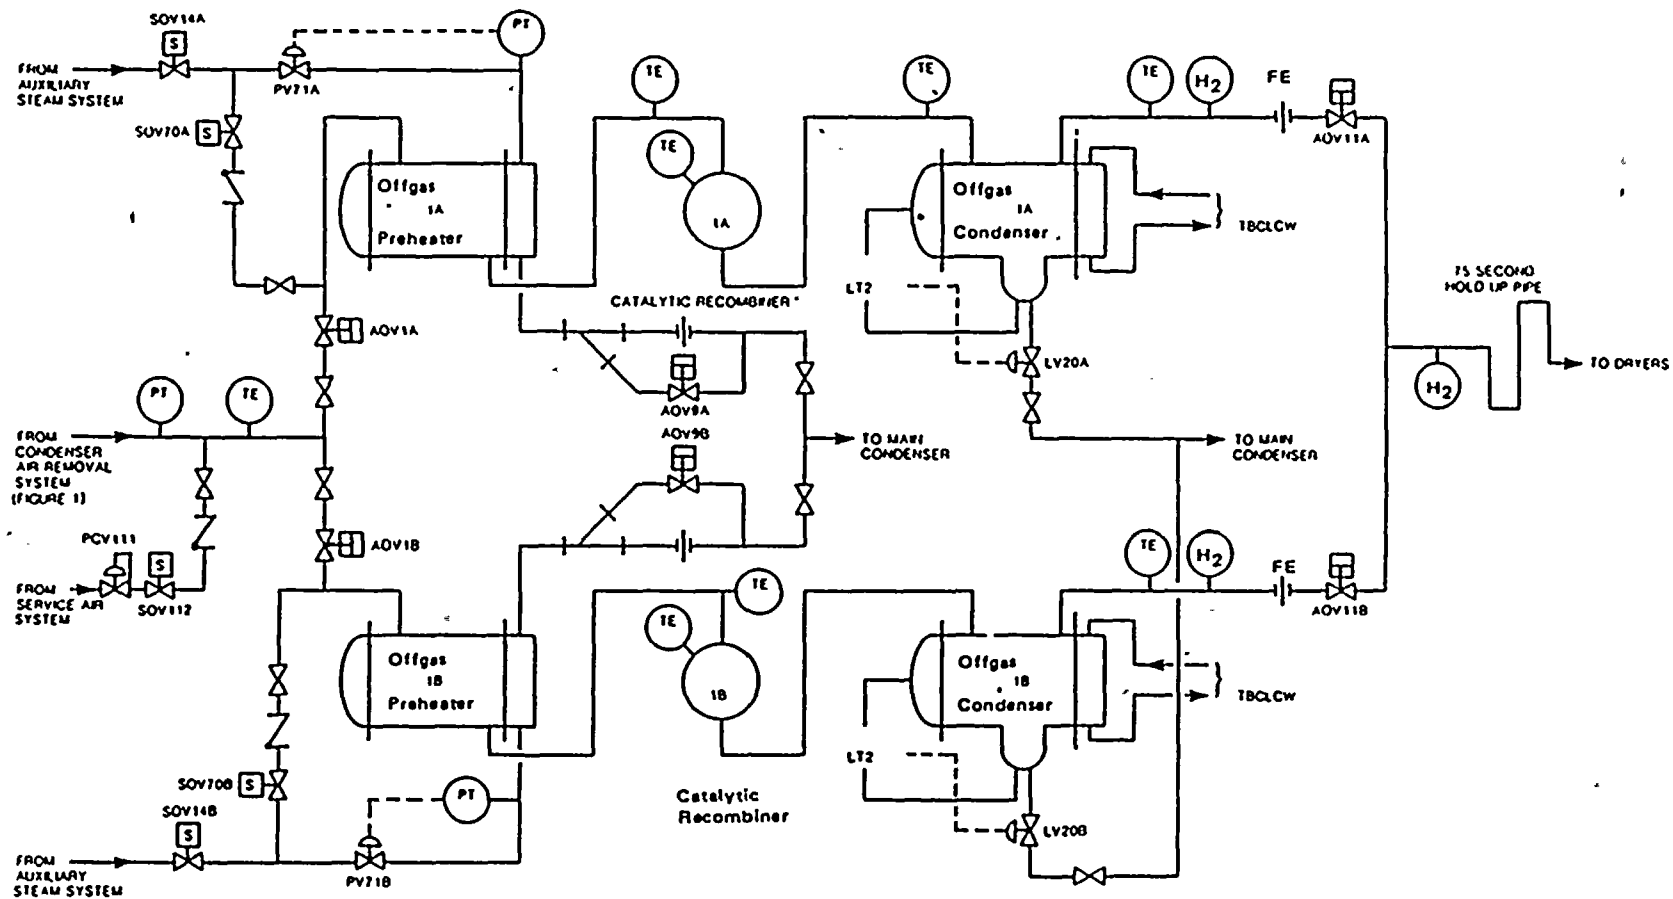 SOV14A
S
PT
FROM
AUXILIARY
STEAM SYSTEM
PV71A
SOV70A
S
TE
TE
TE
H2
FE
AOV11A
TE
Offgas
1A
Preheater
1A
Offgas
1A
Condenser
TBCLCW
LT2
75 SECOND
HOLD UP PIPE
CATALYTIC RECOMBINER
AOV1A
LV20A
TO DRYERS
H2
AOV9A
PT
TE
AOV9B
FROM
CONDENSER
AIR REMOVAL
SYSTEM
(FIGURE 1)
TO MAIN
CONDENSER
TO MAIN
CONDENSER
PCV111
S
AOV1B
FROM
SERVICE AIR
SYSTEM
SOV112
TE
TE
TE
H2
FE
AOV11B
Offgas
1B
Preheater
1B
Offgas
1B
Condenser
TBCLCW
LT2
SOV70B
S
SOV14B
S
PT
Catalytic
Recombiner
LV20B
FROM
AUXILIARY
STEAM SYSTEM
PV71B